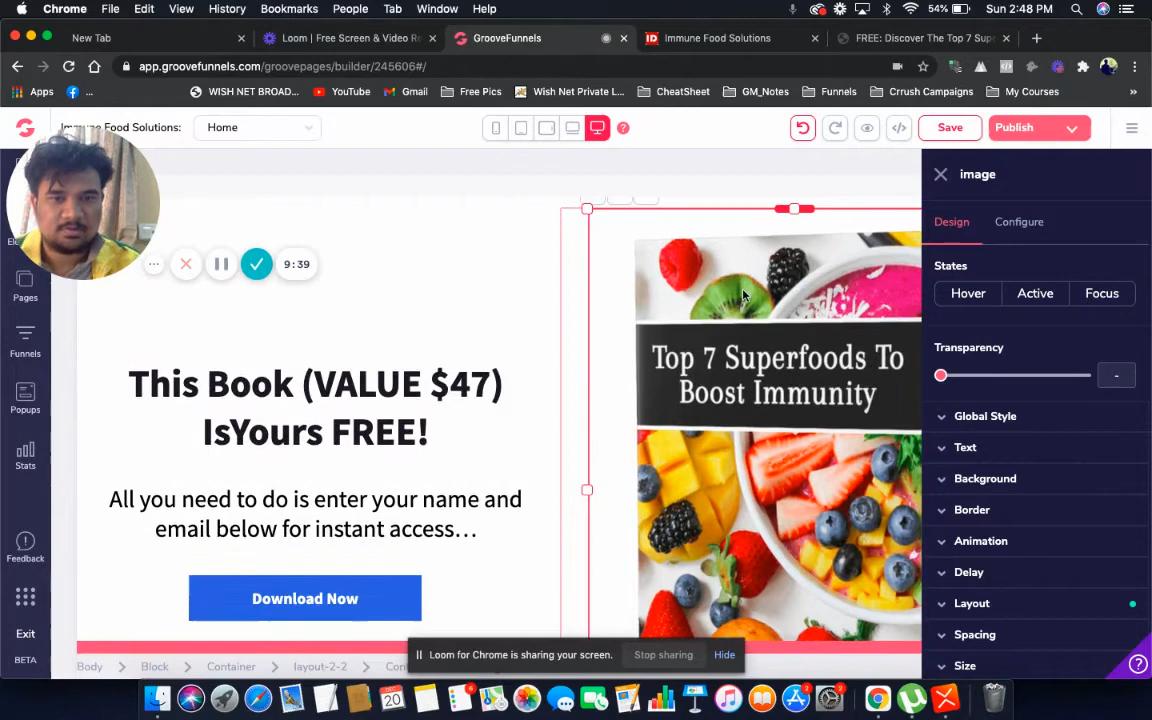 Chrome File Edit View History Bookmarks People Tab Window Help 54% Sun 2:48 PM
New Tab Loom | Free Screen & Video Re GrooveFunnels Immune Food Solutions FREE: Discover The Top 7 Supe
app.groovefunnels.com/groovepages/builder/245606#/
Apps ... WISH NET BROAD... YouTube Gmail Free Pics Wish Net Private L... CheatSheet GM_Notes Funnels Crrush Campaigns My Courses »
Food Solutions: Home Save Publish
image
Design Configure
States
Hover Active Focus
Transparency
-
Global Style
Text
Background
Border
Animation
Delay
Layout
Spacing
Size
Pages
Funnels
Popups
Stats
Feedback
Exit
BETA
9:39
This Book (VALUE $47)
IsYours FREE!
All you need to do is enter your name and
email below for instant access...
Download Now
Top 7 Superfoods To
Boost Immunity
Loom for Chrome is sharing your screen. Stop sharing Hide
Body Block Container layout-2-2